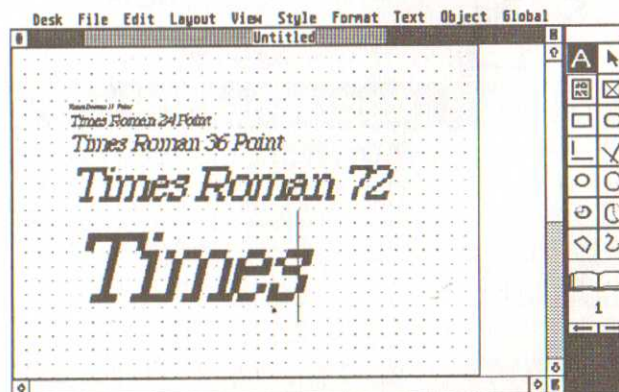 Desk File Edit Layout View Style Format Text Object Global
Untitled
A
Times Roman 24 Point
Times Roman 36 Point
Times Roman 72
Times
1